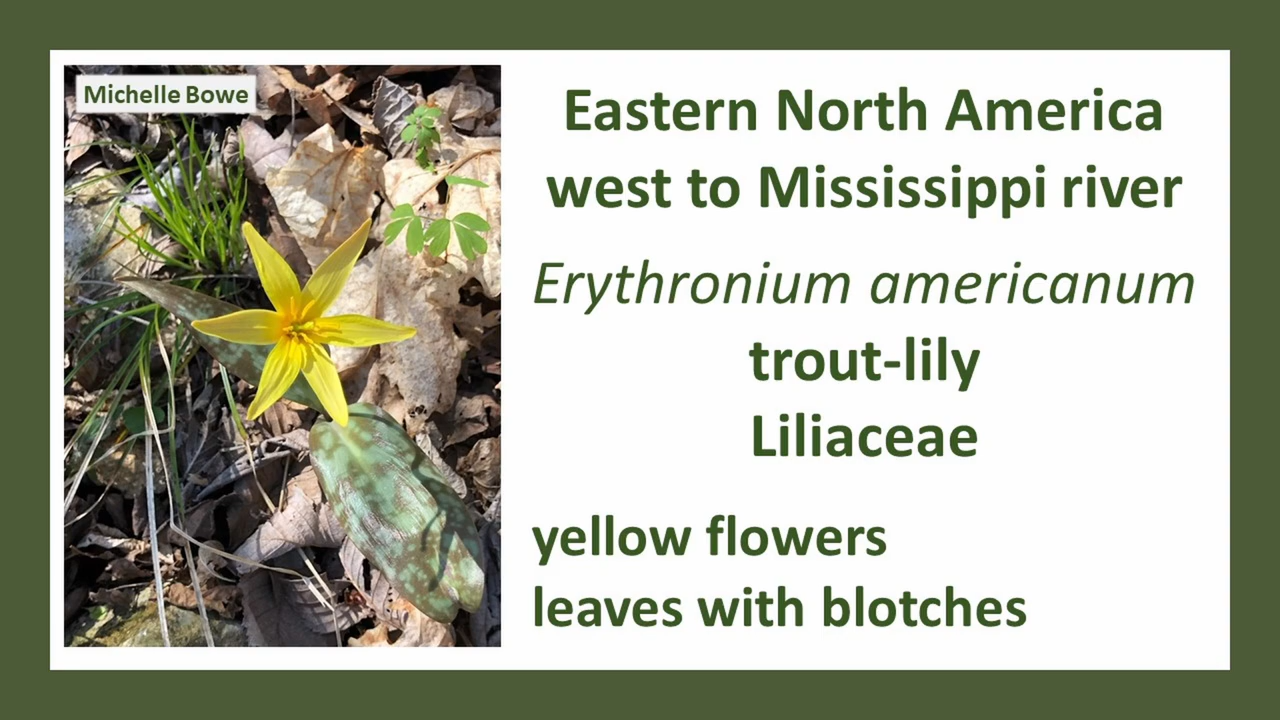 Michelle Bowe
Eastern North America
west to Mississippi river
Erythronium americanum
trout-lily
Liliaceae
yellow flowers
leaves with blotches